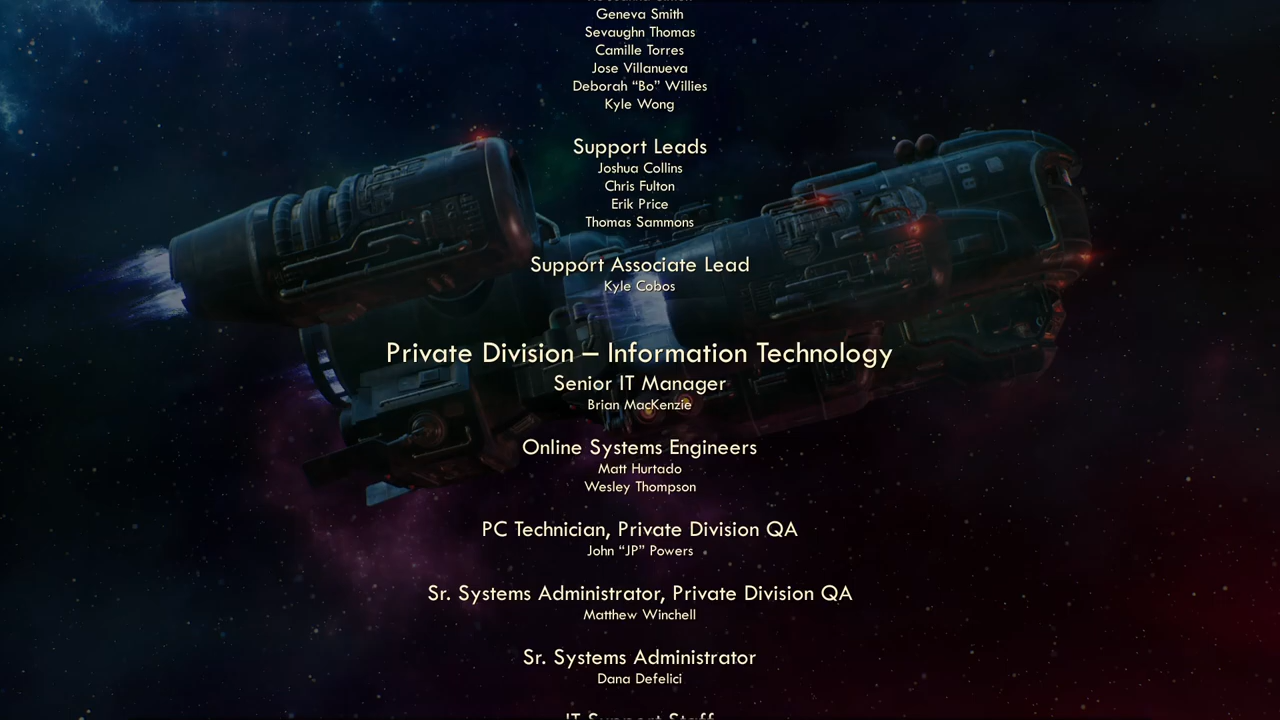 Geneva Smith
Sevaughn Thomas
Camille Torres
Jose Villanueva
Deborah “Bo” Willies
Kyle Wong
Support Leads
Joshua Collins
Chris Fulton
Erik Price
Thomas Sammons
Support Associate Lead
Kyle Cobos
Private Division – Information Technology
Senior IT Manager
Brian MacKenzie
Online Systems Engineers
Matt Hurtado
Wesley Thompson
PC Technician, Private Division QA
John “JP” Powers
Sr. Systems Administrator, Private Division QA
Matthew Winchell
Sr. Systems Administrator
Dana Defelici
IT Support Staff